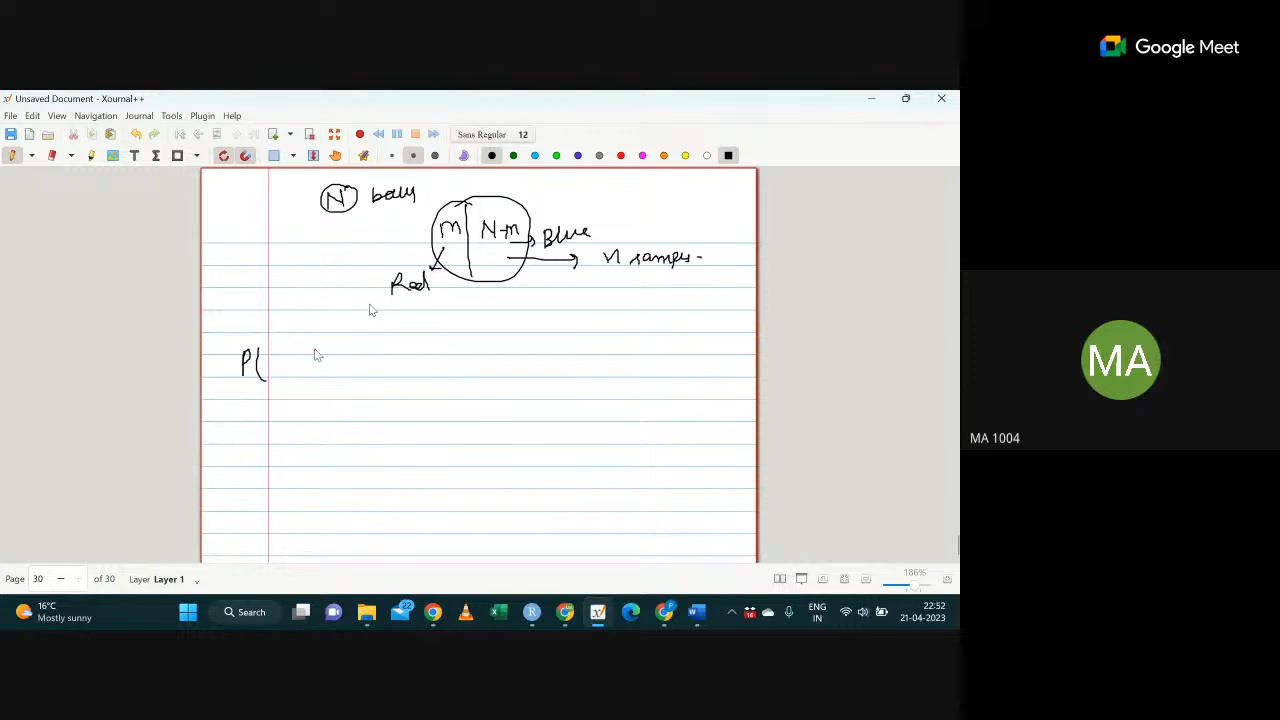 Google Meet
Unsaved Document - Xournal++
File Edit View Navigation Journal Tools Plugin Help
Sans Regular 12
N balls
m N-m Blue
n samples -
Red
P(
MA
MA 1004
Page 30 of 30 Layer Layer 1
186%
16°C
Mostly sunny
Search
22
16
ENG
IN
22:52
21-04-2023